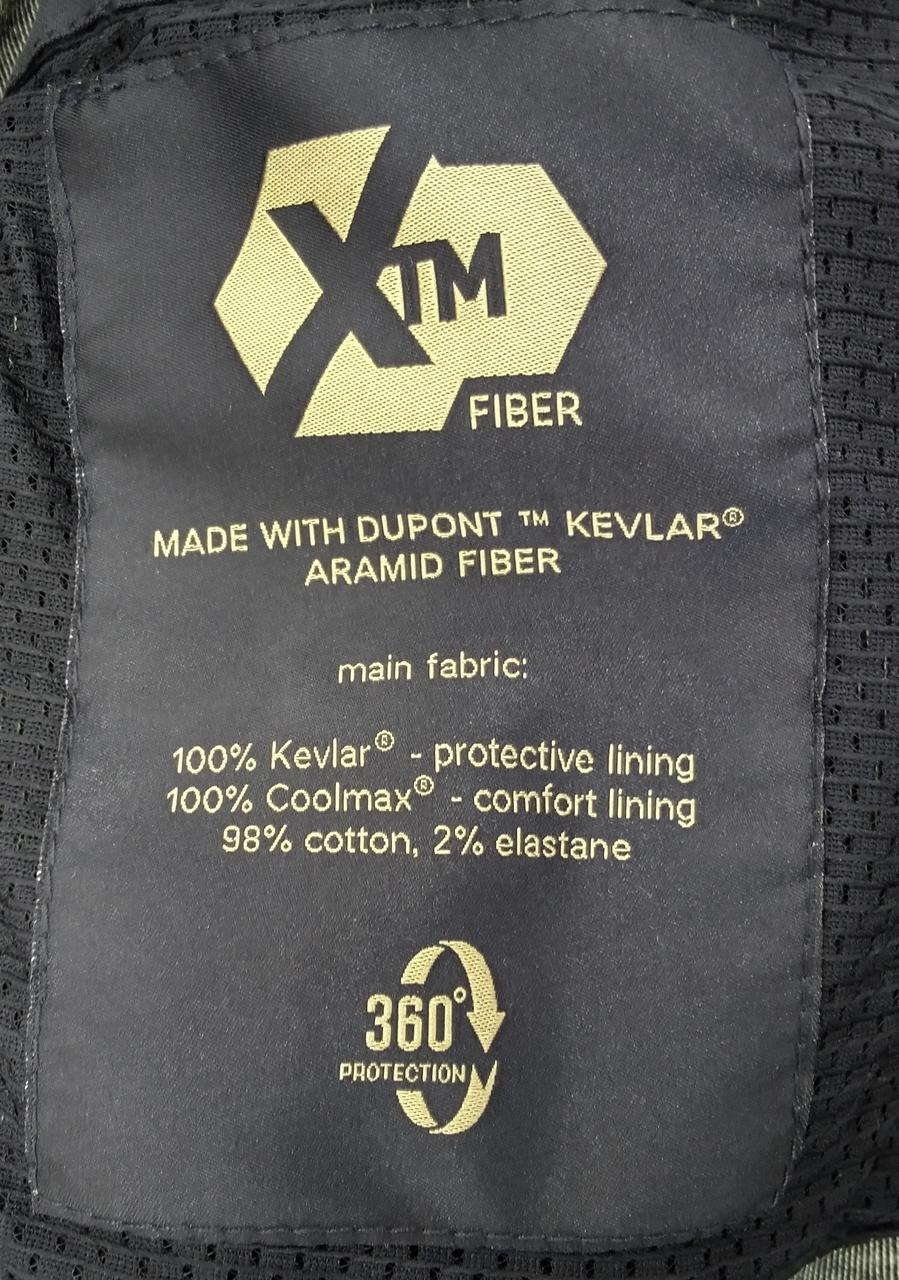 XTM
FIBER
MADE WITH DUPONT ™ KEVLAR®
ARAMID FIBER
main fabric:
100% Kevlar® - protective lining
100% Coolmax® - comfort lining
98% cotton, 2% elastane
360°
PROTECTION